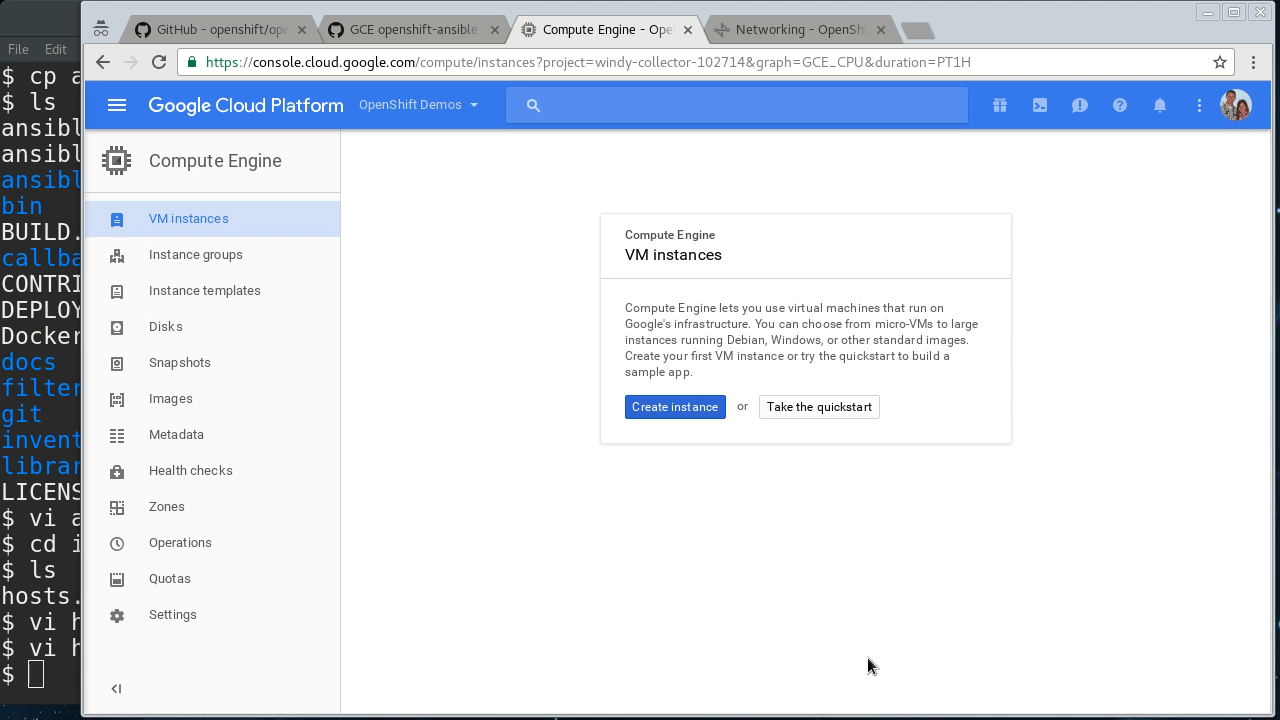 File Edit
$ cp a
$ ls
ansibl
ansibl
ansibl
bin
BUILD.
callba
CONTRI
DEPLOY
Docker
docs
filter
git
invent
librar
LICENS
$ vi a
$ cd i
$ ls
hosts.
$ vi h
$ vi h
$
GitHub - openshift/ope
GCE openshift-ansible
Compute Engine - Ope
Networking - OpenShi
https://console.cloud.google.com/compute/instances?project=windy-collector-102714&graph=GCE_CPU&duration=PT1H
Google Cloud Platform
OpenShift Demos
Compute Engine
VM instances
Instance groups
Instance templates
Disks
Snapshots
Images
Metadata
Health checks
Zones
Operations
Quotas
Settings
Compute Engine
VM instances
Compute Engine lets you use virtual machines that run on
Google's infrastructure. You can choose from micro-VMs to large
instances running Debian, Windows, or other standard images.
Create your first VM instance or try the quickstart to build a
sample app.
Create instance or Take the quickstart